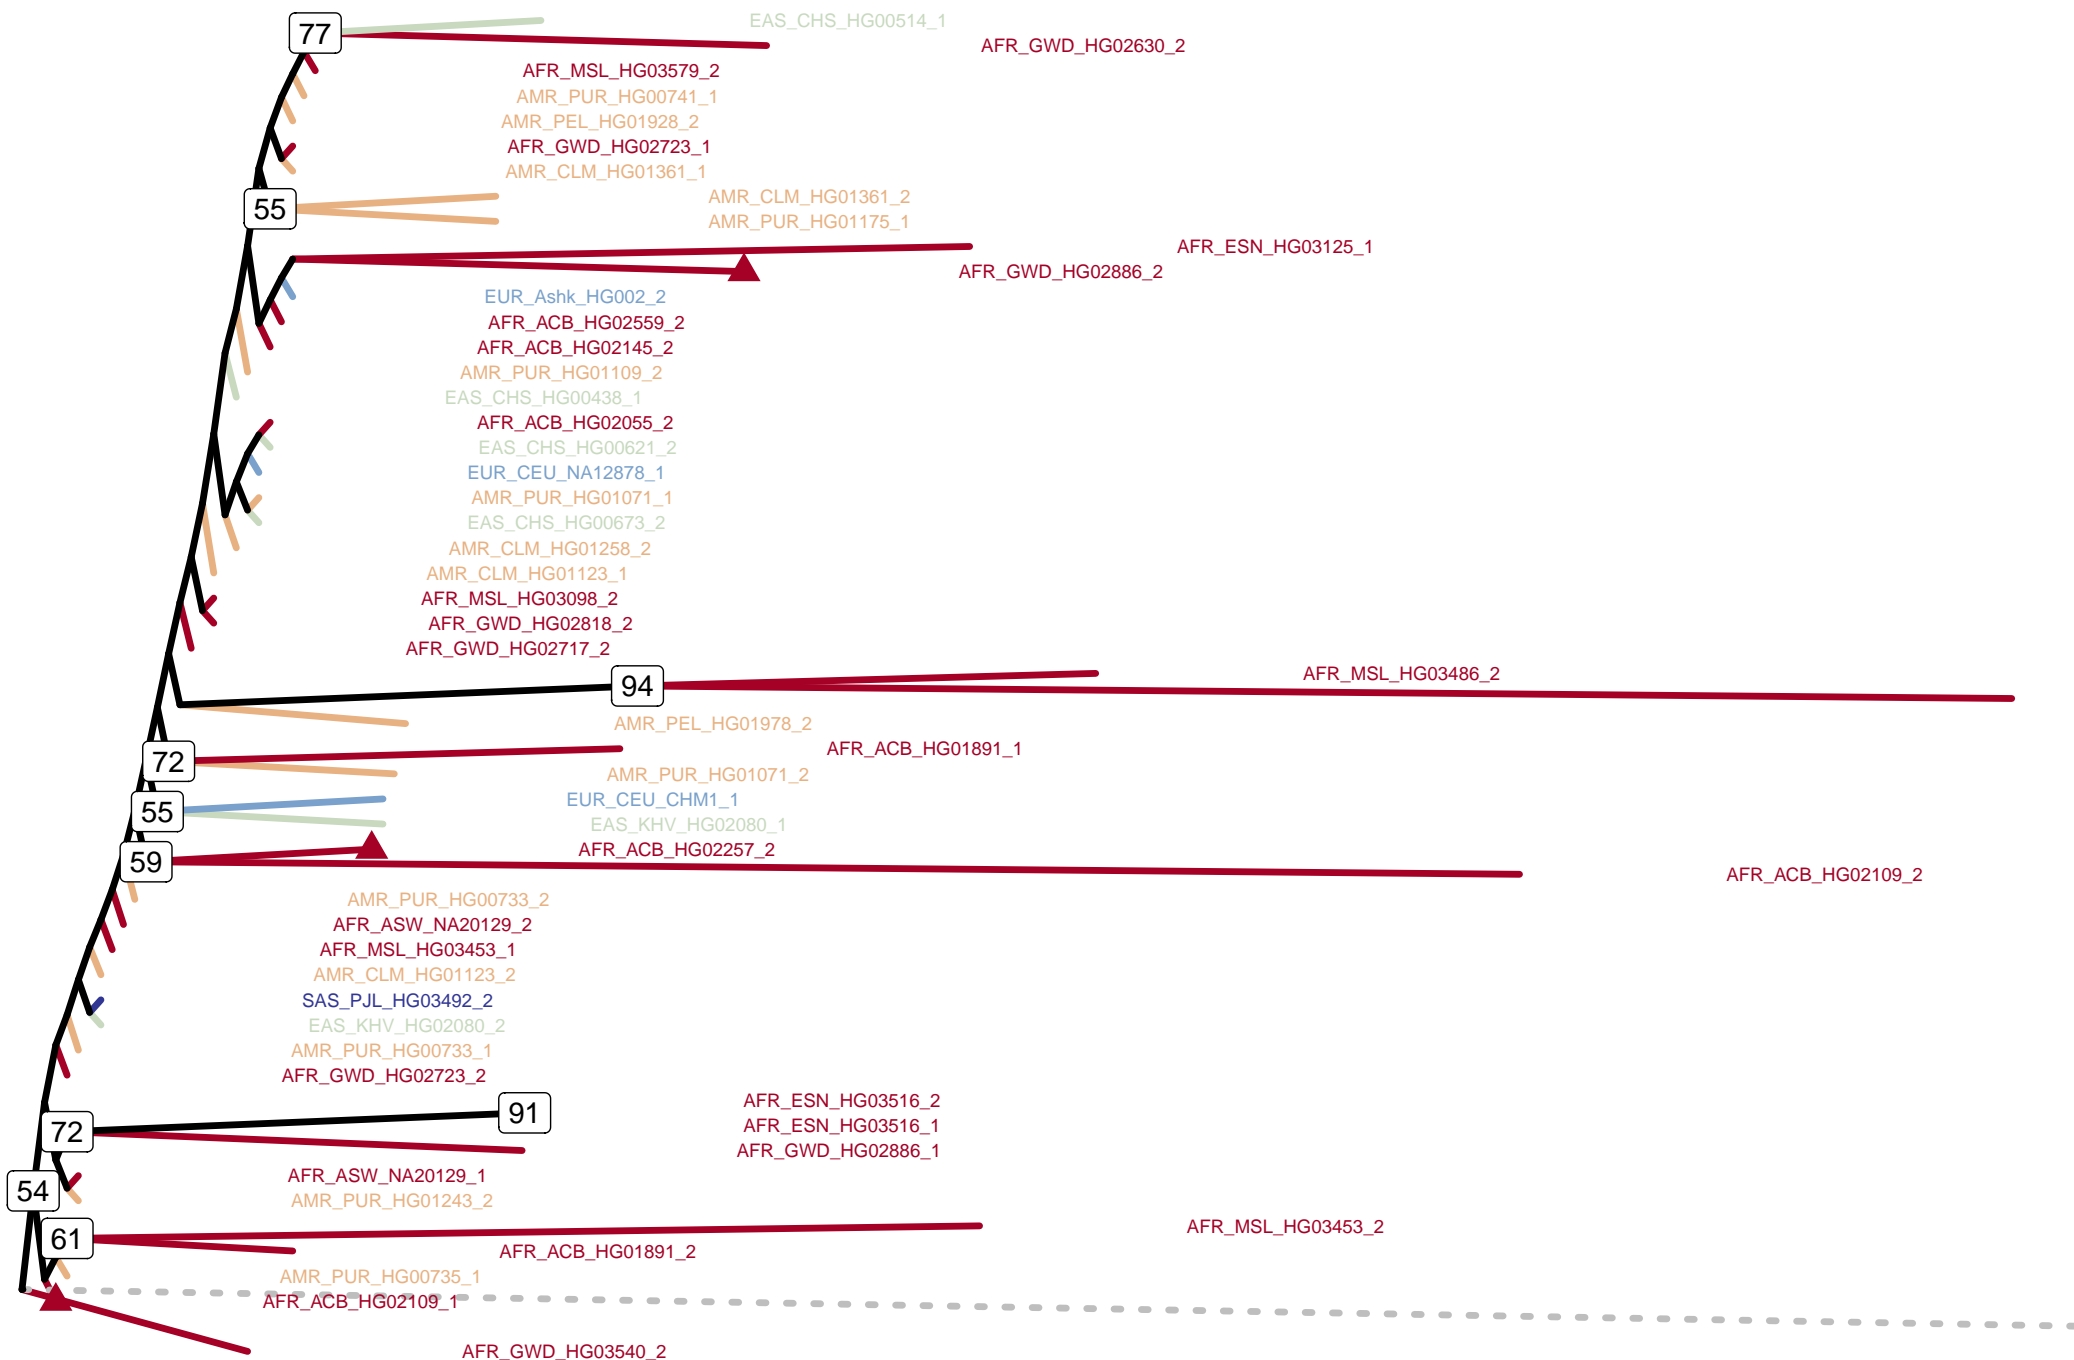 77
EAS_CHS_HG00514_1
AFR_GWD_HG02630_2
AFR_MSL_HG03579_2
AMR_PUR_HG00741_1
AMR_PEL_HG01928_2
AFR_GWD_HG02723_1
AMR_CLM_HG01361_1
55
AMR_CLM_HG01361_2
AMR_PUR_HG01175_1
AFR_ESN_HG03125_1
AFR_GWD_HG02886_2
EUR_Ashk_HG002_2
AFR_ACB_HG02559_2
AFR_ACB_HG02145_2
AMR_PUR_HG01109_2
EAS_CHS_HG00438_1
AFR_ACB_HG02055_2
EAS_CHS_HG00621_2
EUR_CEU_NA12878_1
AMR_PUR_HG01071_1
EAS_CHS_HG00673_2
AMR_CLM_HG01258_2
AMR_CLM_HG01123_1
AFR_MSL_HG03098_2
AFR_GWD_HG02818_2
AFR_GWD_HG02717_2
94
AFR_MSL_HG03486_2
AMR_PEL_HG01978_2
72
AFR_ACB_HG01891_1
AMR_PUR_HG01071_2
55
EUR_CEU_CHM1_1
EAS_KHV_HG02080_1
59
AFR_ACB_HG02257_2
AFR_ACB_HG02109_2
AMR_PUR_HG00733_2
AFR_ASW_NA20129_2
AFR_MSL_HG03453_1
AMR_CLM_HG01123_2
SAS_PJL_HG03492_2
EAS_KHV_HG02080_2
AMR_PUR_HG00733_1
AFR_GWD_HG02723_2
91
AFR_ESN_HG03516_2
AFR_ESN_HG03516_1
72
AFR_GWD_HG02886_1
AFR_ASW_NA20129_1
54
AMR_PUR_HG01243_2
61
AFR_MSL_HG03453_2
AFR_ACB_HG01891_2
AMR_PUR_HG00735_1
AFR_ACB_HG02109_1
AFR_GWD_HG03540_2